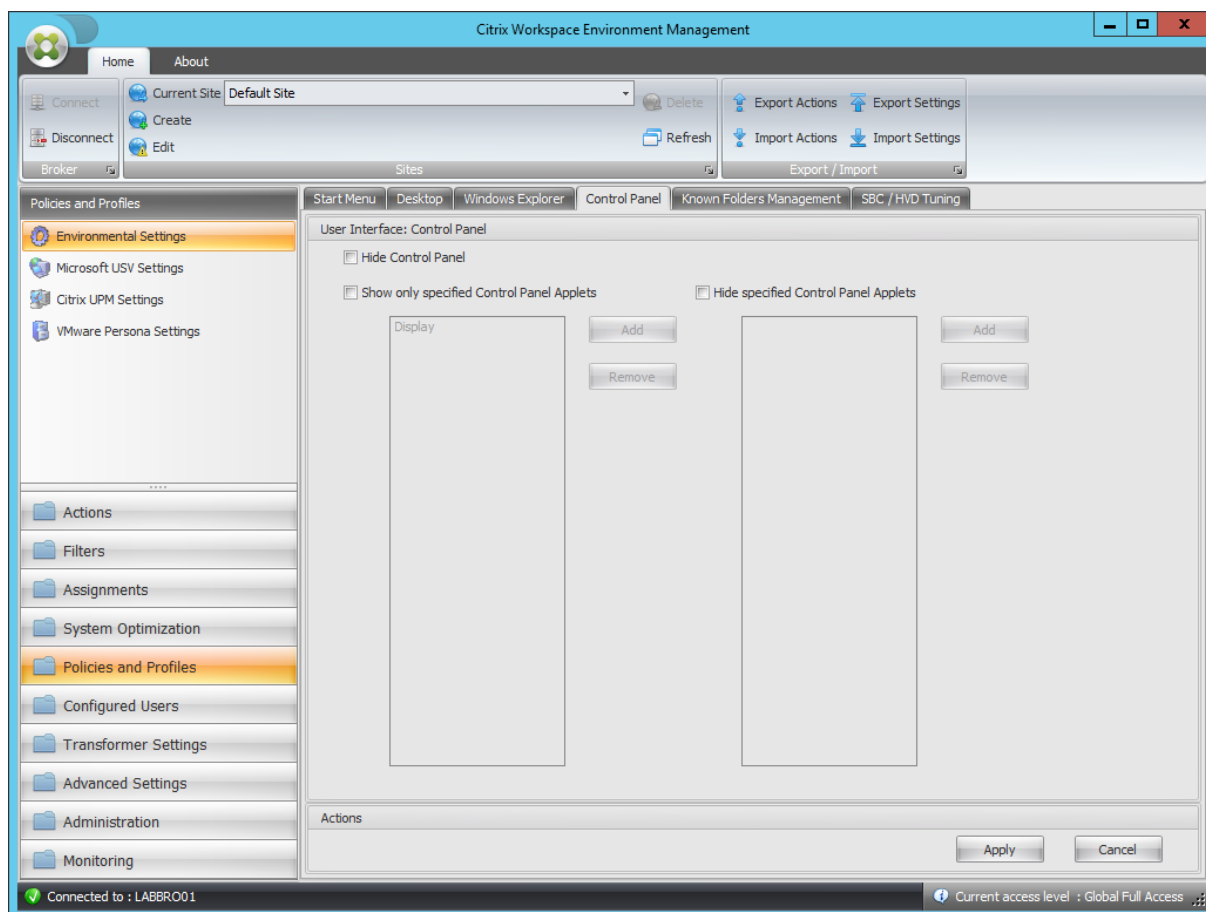 Citrix Workspace Environment Management
Home About
Connect
Disconnect
Broker
Current Site Default Site
Create
Edit
Delete
Refresh
Sites
Export Actions Export Settings
Import Actions Import Settings
Export / Import
Policies and Profiles
Environmental Settings
Microsoft USV Settings
Citrix UPM Settings
VMware Persona Settings
Actions
Filters
Assignments
System Optimization
Policies and Profiles
Configured Users
Transformer Settings
Advanced Settings
Administration
Monitoring
Start Menu Desktop Windows Explorer Control Panel Known Folders Management SBC / HVD Tuning
User Interface: Control Panel
Hide Control Panel
Show only specified Control Panel Applets
Hide specified Control Panel Applets
Display
Add
Remove
Add
Remove
Actions
Apply Cancel
Connected to : LABBRO01
Current access level : Global Full Access